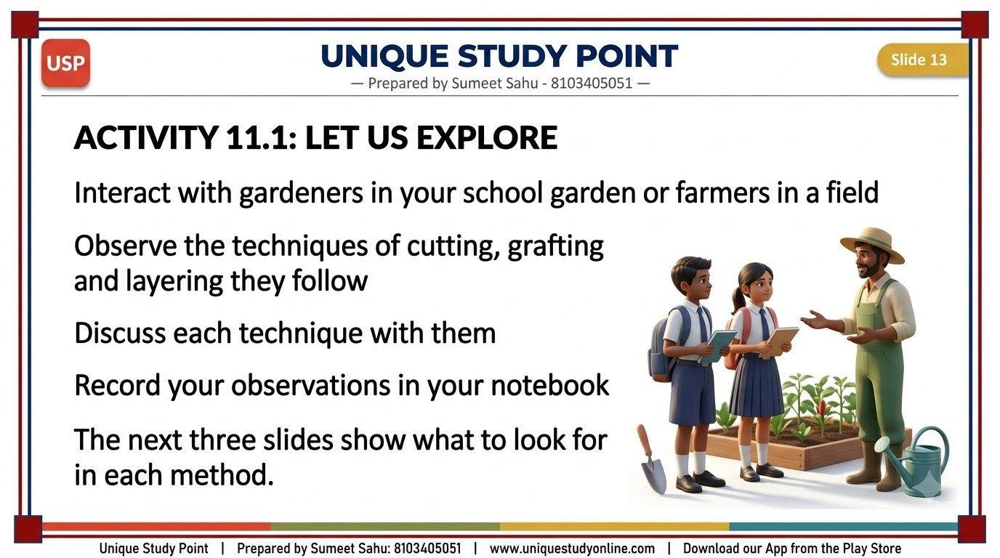 USP
UNIQUE STUDY POINT
— Prepared by Sumeet Sahu - 8103405051 —
Slide 13
ACTIVITY 11.1: LET US EXPLORE
Interact with gardeners in your school garden or farmers in a field
Observe the techniques of cutting, grafting
and layering they follow
Discuss each technique with them
Record your observations in your notebook
The next three slides show what to look for
in each method.
Unique Study Point | Prepared by Sumeet Sahu: 8103405051 | www.uniquestudyonline.com | Download our App from the Play Store